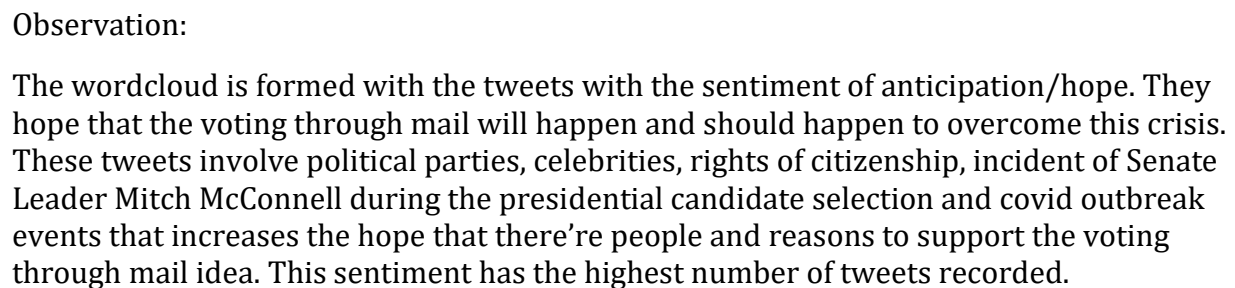 Observation:
The wordcloud is formed with the tweets with the sentiment of anticipation/hope. They
hope that the voting through mail will happen and should happen to overcome this crisis.
These tweets involve political parties, celebrities, rights of citizenship, incident of Senate
Leader Mitch McConnell during the presidential candidate selection and covid outbreak
events that increases the hope that there’re people and reasons to support the voting
through mail idea. This sentiment has the highest number of tweets recorded.